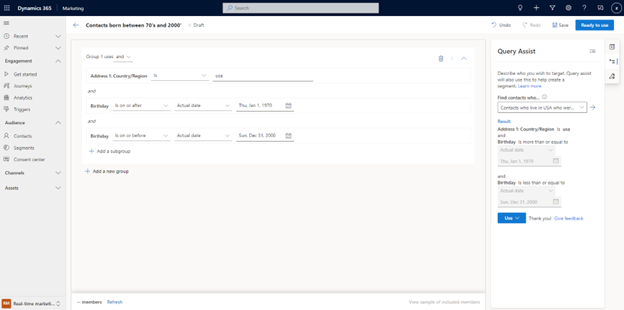 Dynamics 365 Marketing Search
Contacts born between 70's and 2000' Draft Undo Redo Save Ready to use
Recent
Pinned
Engagement
Get started
Journeys
Analytics
Triggers
Audience
Contacts
Segments
Consent center
Channels
Assets
Real-time marketi...
Group 1 uses and
Address 1: Country/Region Is usa
and
Birthday Is on or after Actual date Thu, Jan 1, 1970
and
Birthday Is on or before Actual date Sun, Dec 31, 2000
Add a subgroup
Add a new group
-- members Refresh View sample of included members
Query Assist
Describe who you wish to target. Query assist
will also use this to help create a
segment. Learn more
Find contacts who...
Contacts who live in USA who wer...
Result
Address 1: Country/Region Is usa
and
Birthday Is more than or equal to
Actual date
Thu, Jan 1, 1970
and
Birthday Is less than or equal to
Actual date
Sun, Dec 31, 2000
Use Thank you! Give feedback